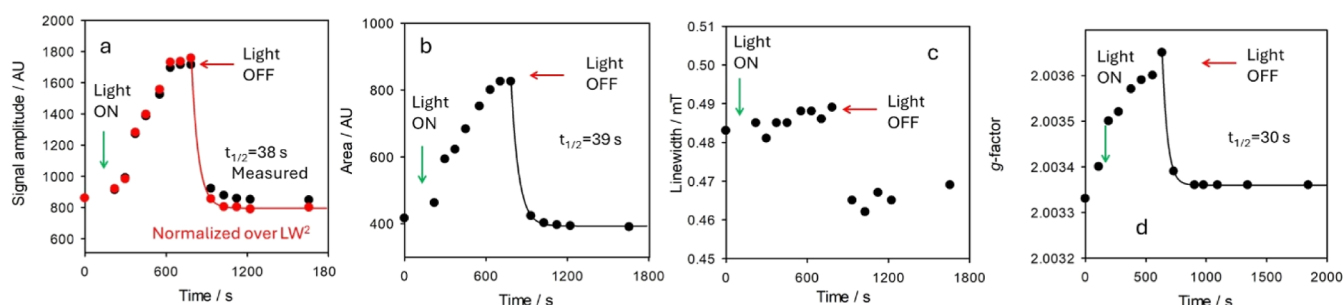 2000
1800
1600
1400
1200
1000
800
600
Signal amplitude / AU
a
Light
ON
Light
OFF
t1/2=38 s
Measured
Normalized over LW2
0 600 1200 180
Time / s
1000
800
600
400
200
Area / AU
b
Light
ON
Light
OFF
t1/2=39 s
0 600 1200 1800
Time / s
0.51
0.50
0.49
0.48
0.47
0.46
0.45
Linewidth / mT
c
Light
ON
Light
OFF
0 600 1200 1800
Time / s
2.0036
2.0035
2.0034
2.0033
2.0032
g-factor
Light
ON
Light
OFF
t1/2=30 s
d
0 500 1000 1500 2000
Time / s